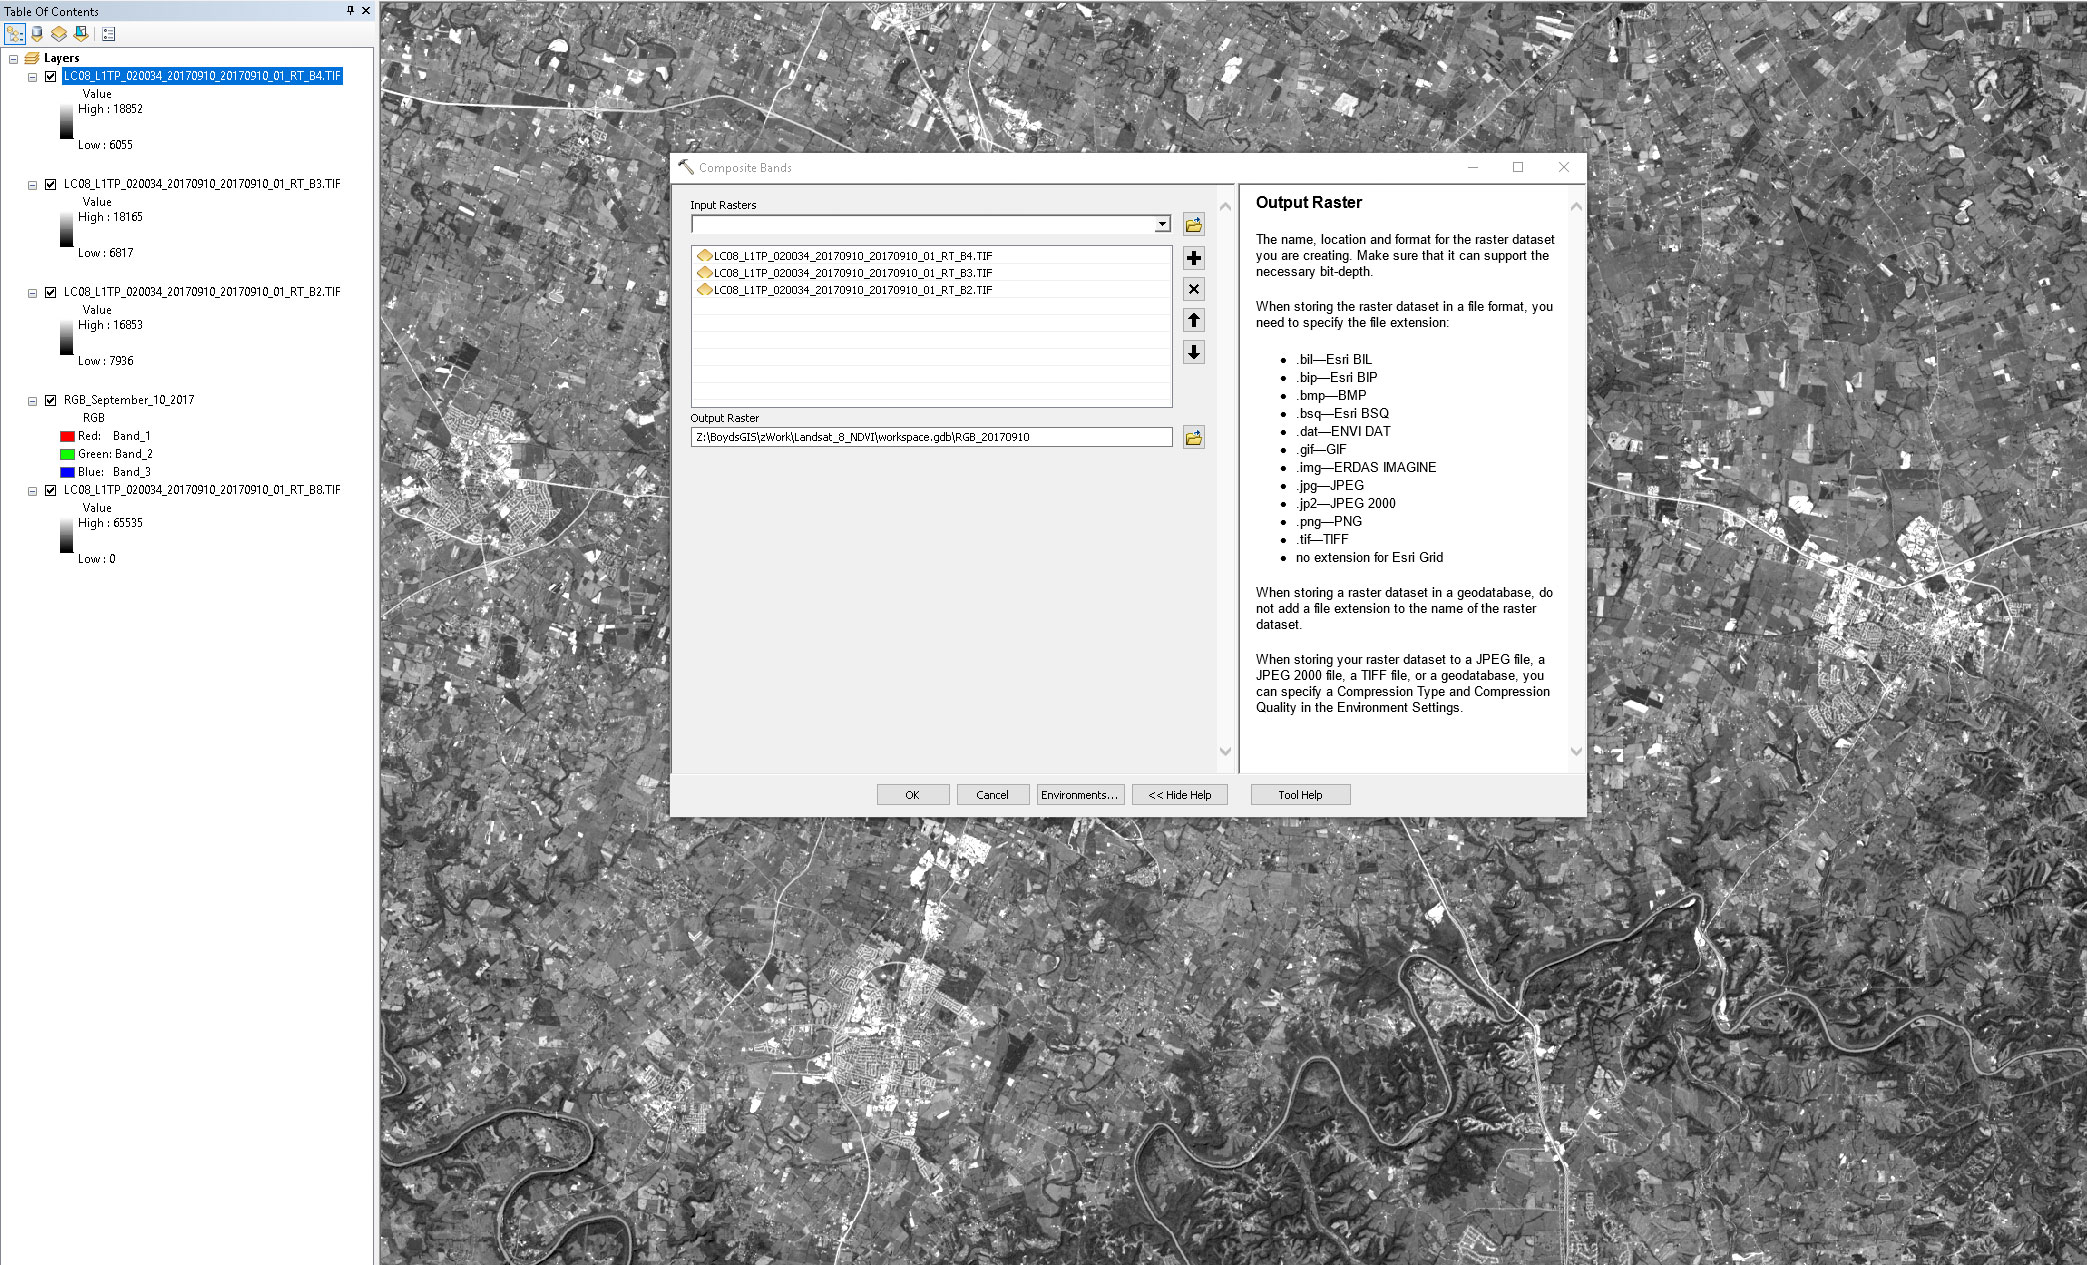 Table Of Contents
Layers
LC08_L1TP_020034_20170910_20170910_01_RT_B4.TIF
Value
High : 18852
Low : 6055
LC08_L1TP_020034_20170910_20170910_01_RT_B3.TIF
Value
High : 18165
Low : 6817
LC08_L1TP_020034_20170910_20170910_01_RT_B2.TIF
Value
High : 16853
Low : 7936
RGB_September_10_2017
RGB
Red: Band_1
Green: Band_2
Blue: Band_3
LC08_L1TP_020034_20170910_20170910_01_RT_B8.TIF
Value
High : 65535
Low : 0
Composite Bands
Input Rasters
LC08_L1TP_020034_20170910_20170910_01_RT_B4.TIF
LC08_L1TP_020034_20170910_20170910_01_RT_B3.TIF
LC08_L1TP_020034_20170910_20170910_01_RT_B2.TIF
Output Raster
Z:\BoydsGIS\zWork\Landsat_8_NDVI\workspace.gdb\RGB_20170910
Output Raster
The name, location and format for the raster dataset
you are creating. Make sure that it can support the
necessary bit-depth.
When storing the raster dataset in a file format, you
need to specify the file extension:
• .bil—Esri BIL
• .bip—Esri BIP
• .bmp—BMP
• .bsq—Esri BSQ
• .dat—ENVI DAT
• .gif—GIF
• .img—ERDAS IMAGINE
• .jpg—JPEG
• .jp2—JPEG 2000
• .png—PNG
• .tif—TIFF
• no extension for Esri Grid
When storing a raster dataset in a geodatabase, do
not add a file extension to the name of the raster
dataset.
When storing your raster dataset to a JPEG file, a
JPEG 2000 file, a TIFF file, or a geodatabase, you
can specify a Compression Type and Compression
Quality in the Environment Settings.
OK
Cancel
Environments...
<< Hide Help
Tool Help